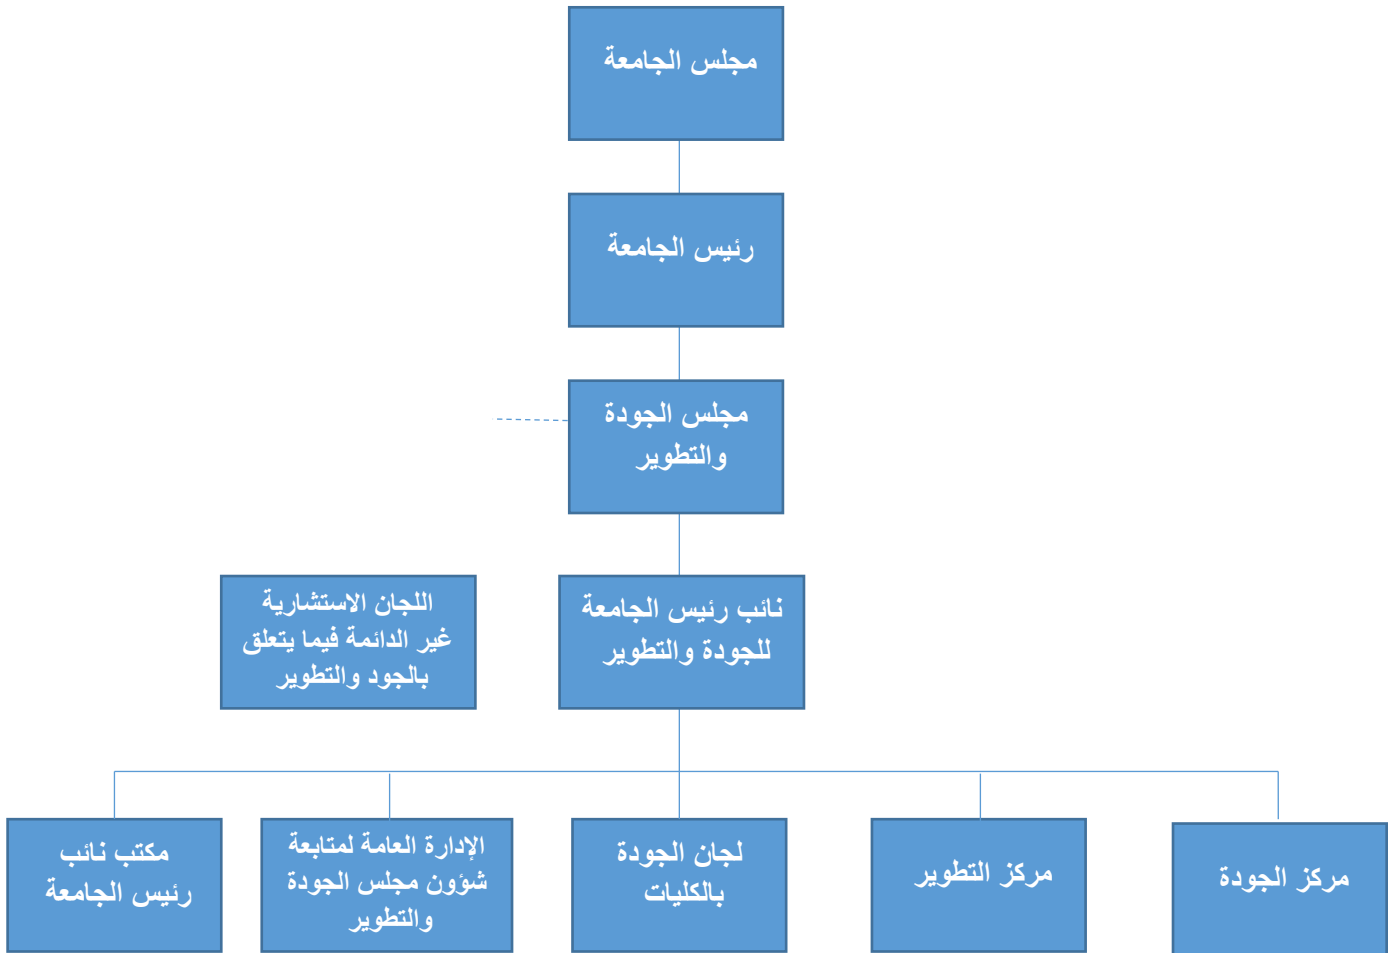 مجلس الجامعة
رئيس الجامعة
مجلس الجودة
والتطوير
نائب رئيس الجامعة
للجودة والتطوير
اللجان الاستشارية
غير الدائمة فيما يتعلق
بالجود والتطوير
مركز الجودة
مركز التطوير
لجان الجودة
بالكليات
الإدارة العامة لمتابعة
شؤون مجلس الجودة
والتطوير
مكتب نائب
رئيس الجامعة